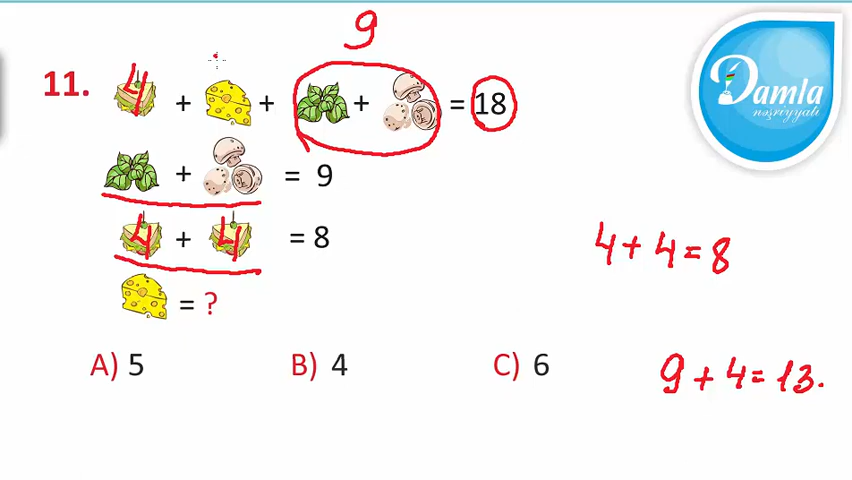 9
11. 4 + + + = 18
+ = 9
4 + 4 = 8
= ?
A) 5 B) 4 C) 6
4+4=8
9+4=13.
Damla
nəşriyyatı